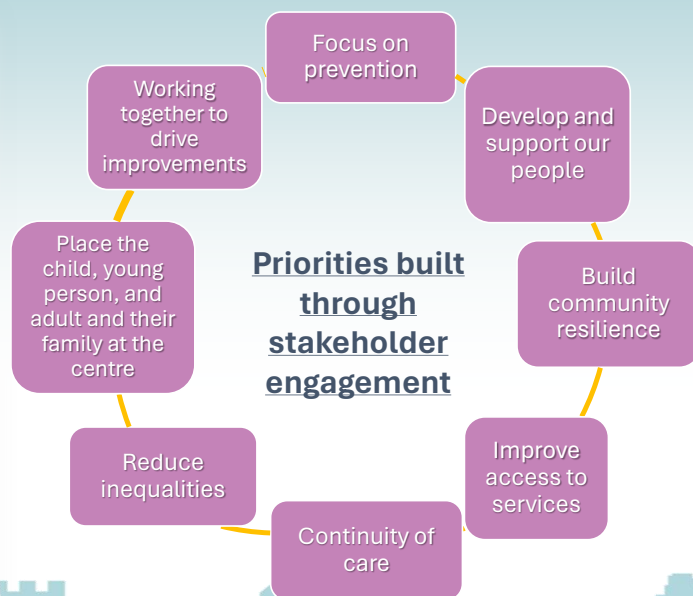 Focus on
prevention
Develop and
support our
people
Build
community
resilience
Improve
access to
services
Continuity of
care
Reduce
inequalities
Place the
child, young
person, and
adult and their
family at the
centre
Working
together to
drive
improvements
Priorities built
through
stakeholder
engagement